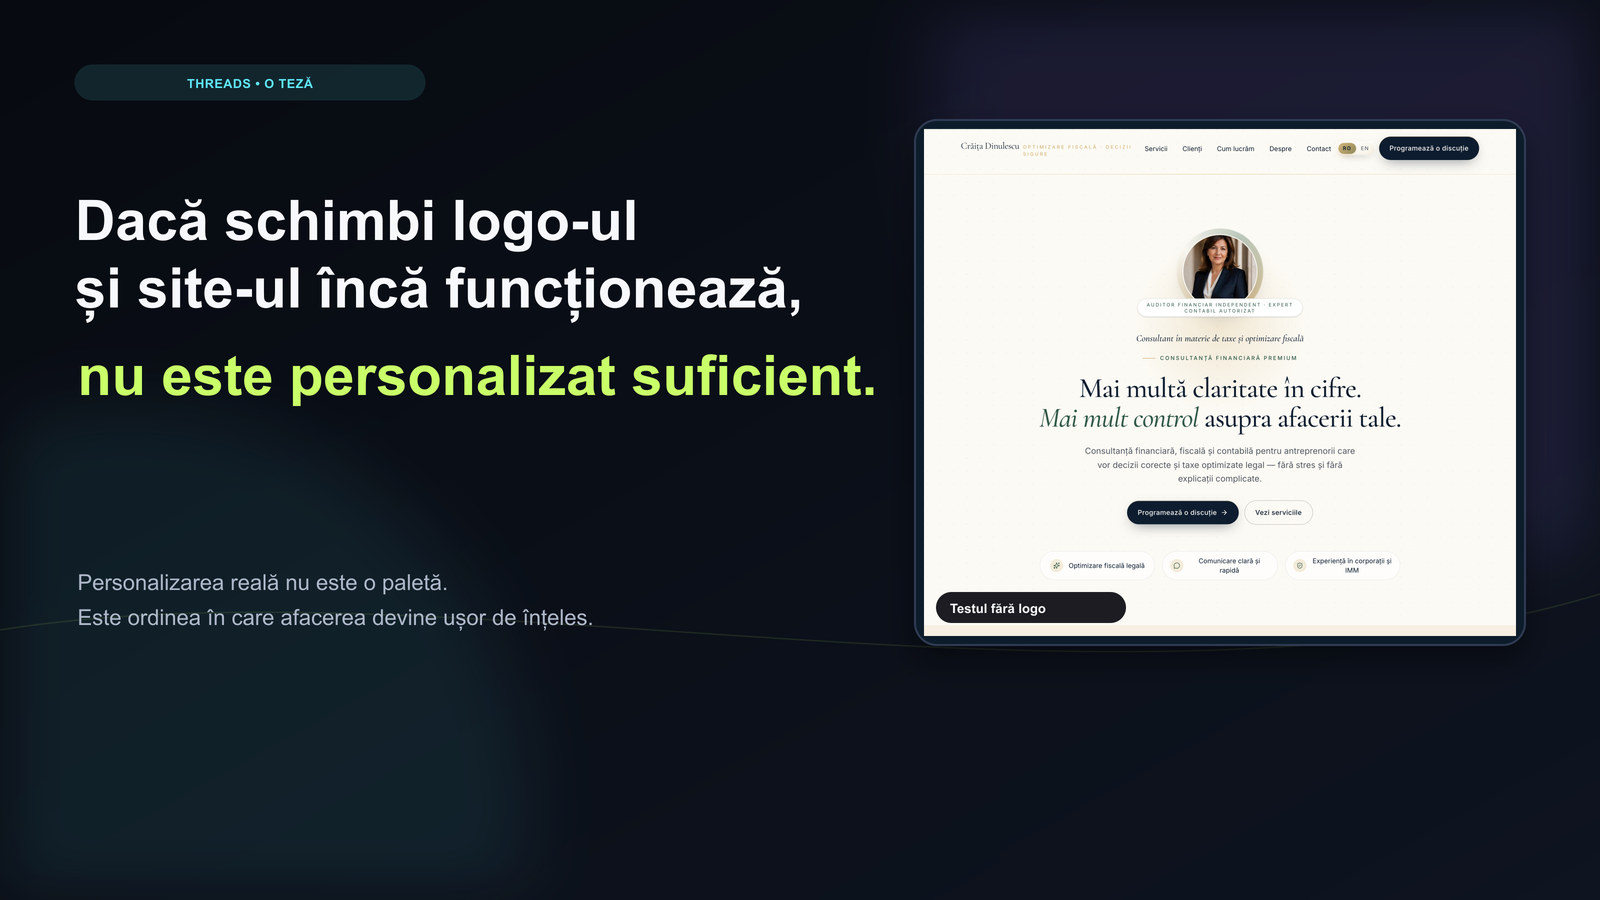 THREADS • O TEZĂ
Dacă schimbi logo-ul
și site-ul încă funcționează,
nu este personalizat suficient.
Personalizarea reală nu este o paletă.
Este ordinea în care afacerea devine ușor de înțeles.
Crăița Dinulescu
OPTIMIZARE FISCALĂ DECIZII
SIGURE
Servicii
Clienți
Cum lucrăm
Despre
Contact
RO
EN
Programează o discuție
AUDITOR FINANCIAR INDEPENDENT · EXPERT
CONTABIL AUTORIZAT
Consultant în materie de taxe și optimizare fiscală
CONSULTANȚĂ FINANCIARĂ PREMIUM
Mai multă claritate în cifre.
Mai mult control asupra afacerii tale.
Consultanță financiară, fiscală și contabilă pentru antreprenorii care
vor decizii corecte și taxe optimizate legal — fără stres și fără
explicații complicate.
Programează o discuție →
Vezi serviciile
Optimizare fiscală legală
Comunicare clară și
rapidă
Experiență în corporații și
IMM
Testul fără logo